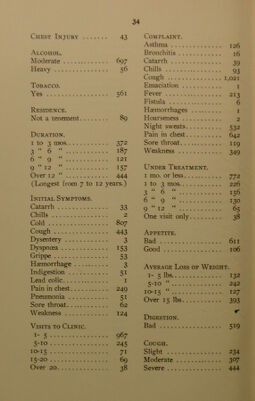 34
CHEST INJURY ....... 43
ALCOHOL.
Moderate ............ 697
Heavy ............... 56
TOBACCO.
Yes ................. 561
RESIDENCE.
Not a tenement....... 89
DURATION.
1 to 3 mos........... 372
3 " 6 " ............. 187
6 " 9 " ............. 121
9 " 12 " ............ 157
Over 12 " ........... 444
(Longest from 7 to 12 years.)
INITIAL SYMPTOMS.
Catarrh ............. 33
Chills .............. 2
Cold ................ 807
Cough ............... 443
Dysentery ........... 3
Dyspnœa ............. 153
Grippe .............. 53
Hæmorrhage .......... 3
Indigestion ......... 51
Lead colic........... 1
Pain in chest........ 249
Pneumonia ........... 51
Sore throat.......... 62
Weakness ............ 124
VISITS TO CLINIC.
1- 5 ................ 967
5-10 ................ 245
10-15 ............... 71
15-20 ............... 69
Over 20.............. 38
COMPLAINT.
Asthma .............. 126
Bronchitis .......... 16
Catarrh ............. 39
Chills .............. 93
Cough ............... 1,021
Emaciation .......... 1
Fever ............... 213
Fistula ............. 6
Hæmorrhages ......... 1
Hoarseness .......... 2
Night sweats......... 532
Pain in chest........ 642
Sore throat.......... 119
Weakness ............ 349
UNDER TREATMENT.
1 mo. or less........ 772
1 to 3 mos........... 226
3 " 6 " ............. 156
6 " 9 " ............. 130
9 " 12 " ............ 65
One visit only....... 38
APPETITE.
Bad ................. 611
Good ................ 106
AVERAGE LOSS OF WEIGHT.
1- 5 lbs............. 132
5-10 " .............. 242
10-15 " ............. 127
Over 15 lbs.......... 393
DIGESTION.
Bad ................. 519
COUGH.
Slight .............. 234
Moderate ............ 307
Severe .............. 444